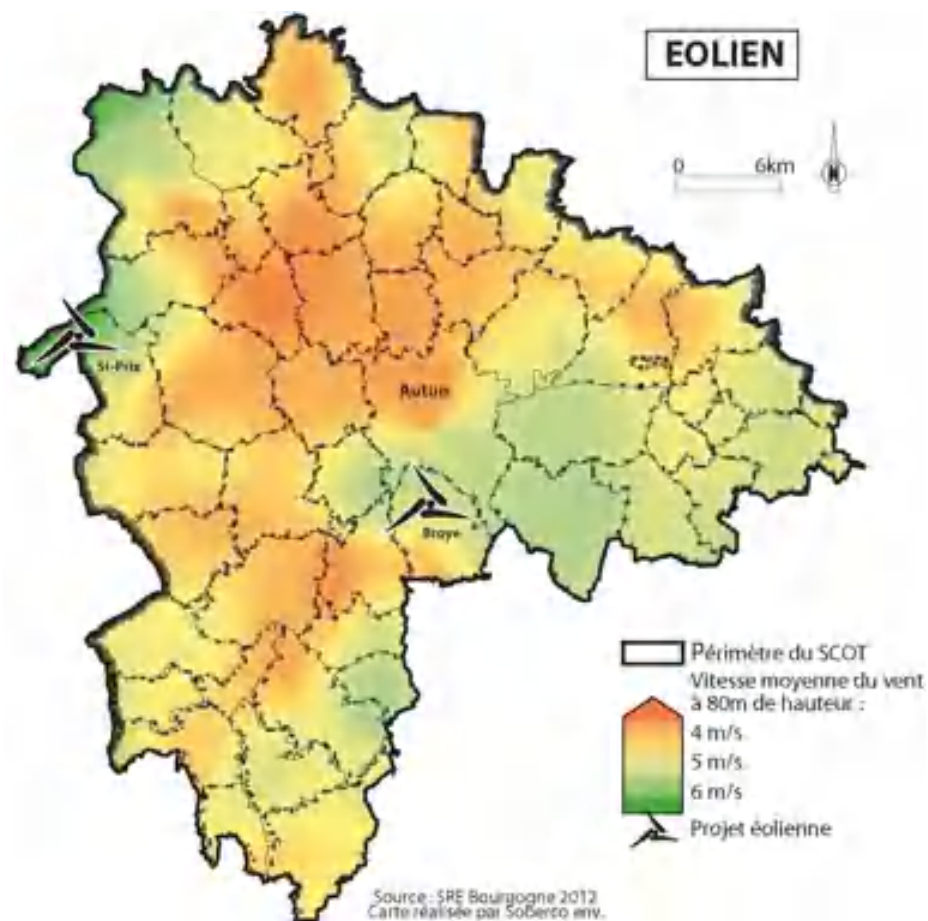 EOLIEN
0 6km
N
St-Prix
Autun
Broye
Périmètre du SCOT
Vitesse moyenne du vent
à 80m de hauteur :
4 m/s
5 m/s
6 m/s
Projet éolienne
Source : SRE Bourgogne 2012
Carte réalisée par Soberco env.